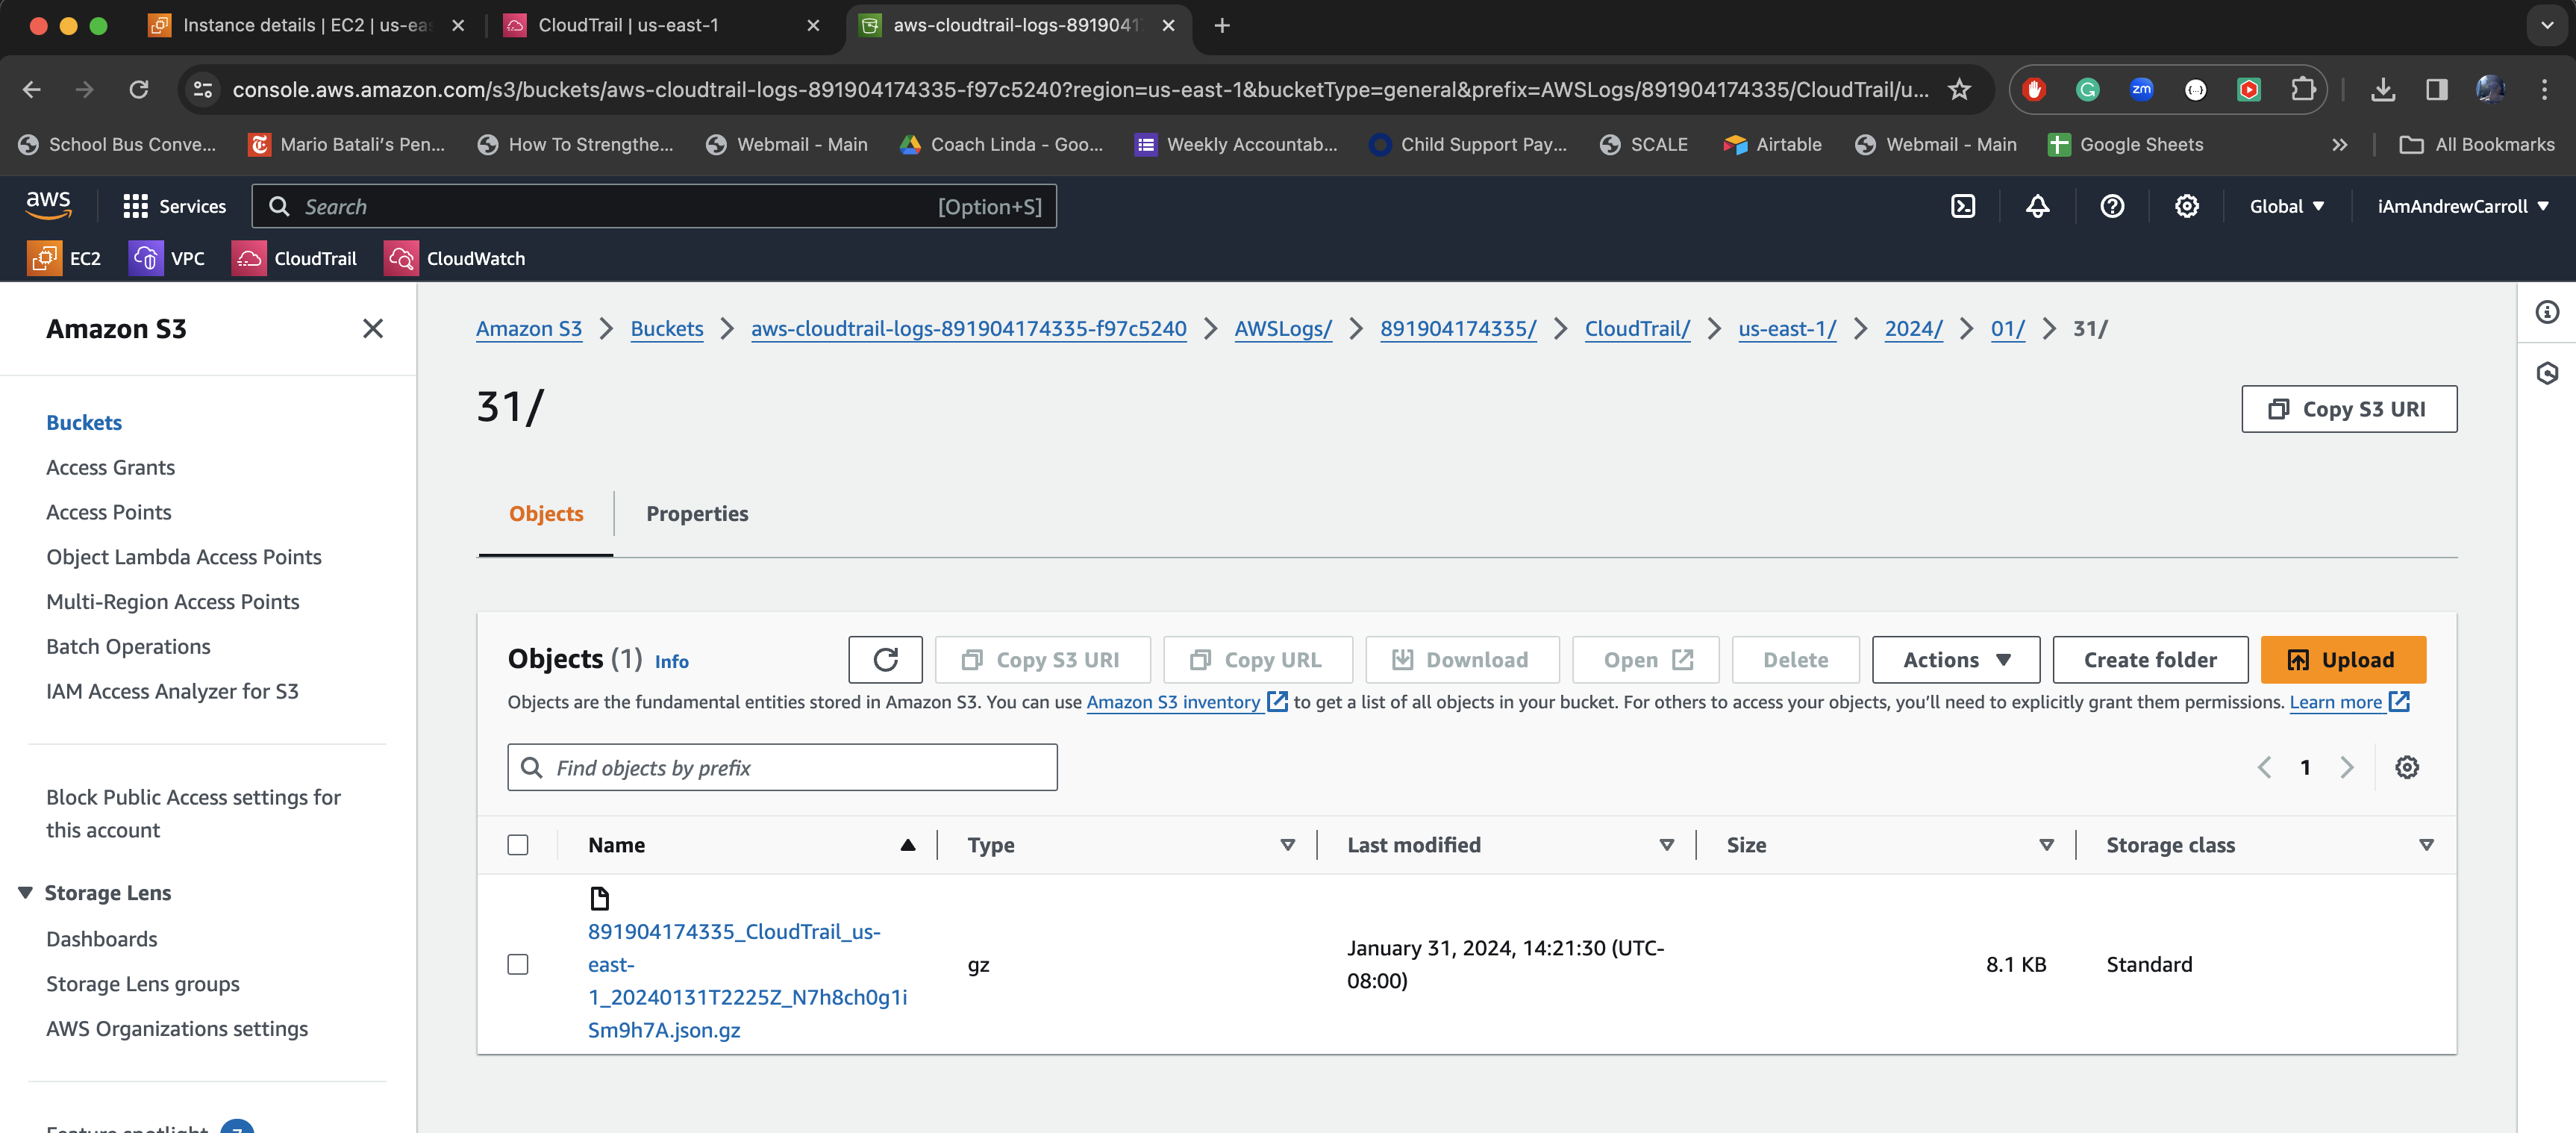 Instance details | EC2 | us-eas
CloudTrail | us-east-1
aws-cloudtrail-logs-8919041
console.aws.amazon.com/s3/buckets/aws-cloudtrail-logs-891904174335-f97c5240?region=us-east-1&bucketType=general&prefix=AWSLogs/891904174335/CloudTrail/u...
zm
School Bus Conve...
Mario Batali's Pen...
How To Strengthe...
Webmail - Main
Coach Linda - Goo...
Weekly Accountab...
Child Support Pay...
SCALE
Airtable
Webmail - Main
Google Sheets
All Bookmarks
aws
Services
Search
[Option+S]
Global
iAmAndrewCarroll
EC2
VPC
CloudTrail
CloudWatch
Amazon S3
Buckets
Access Grants
Access Points
Object Lambda Access Points
Multi-Region Access Points
Batch Operations
IAM Access Analyzer for S3
Block Public Access settings for
this account
Storage Lens
Dashboards
Storage Lens groups
AWS Organizations settings
Feature spotlight 7
Amazon S3 > Buckets > aws-cloudtrail-logs-891904174335-f97c5240 > AWSLogs/ > 891904174335/ > CloudTrail/ > us-east-1/ > 2024/ > 01/ > 31/
31/
Copy S3 URI
Objects
Properties
Objects (1) Info
Copy S3 URI
Copy URL
Download
Open
Delete
Actions
Create folder
Upload
Objects are the fundamental entities stored in Amazon S3. You can use Amazon S3 inventory to get a list of all objects in your bucket. For others to access your objects, you'll need to explicitly grant them permissions. Learn more
Find objects by prefix
1
Name
Type
Last modified
Size
Storage class
891904174335_CloudTrail_us-
east-
1_20240131T2225Z_N7h8ch0g1i
Sm9h7A.json.gz
gz
January 31, 2024, 14:21:30 (UTC-
08:00)
8.1 KB
Standard